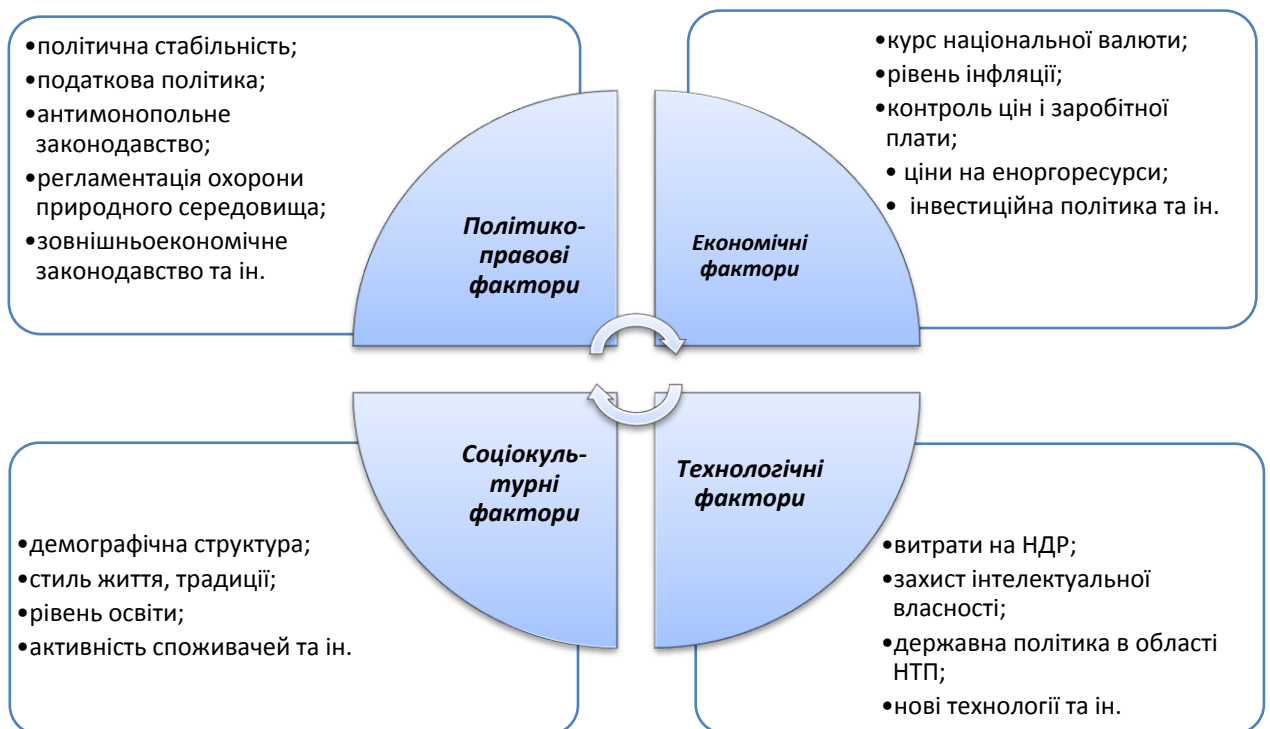 •політична стабільність;
•податкова політика;
•антимонопольне
законодавство;
•регламентація охорони
природного середовища;
•зовнішньоекономічне
законодавство та ін.
Політико-
правові
фактори
•курс національної валюти;
•рівень інфляції;
•контроль цін і заробітної
плати;
• ціни на еноргоресурси;
• інвестиційна політика та ін.
Економічні
фактори
•демографічна структура;
•стиль життя, традиції;
•рівень освіти;
•активність споживачей та ін.
Соціокуль-
турні
фактори
Технологічні
фактори
•витрати на НДР;
•захист інтелектуальної
власності;
•державна політика в області
НТП;
•нові технології та ін.